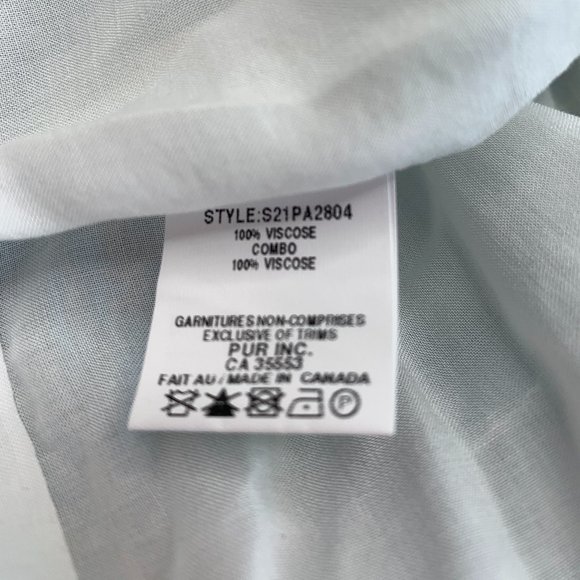 STYLE:S21PA2804
100% VISCOSE
COMBO
100% VISCOSE
GARNITURES NON-COMPRISES
EXCLUSIVE OF TRIMS
PUR INC.
CA 35553
FAIT AU / MADE IN CANADA
P